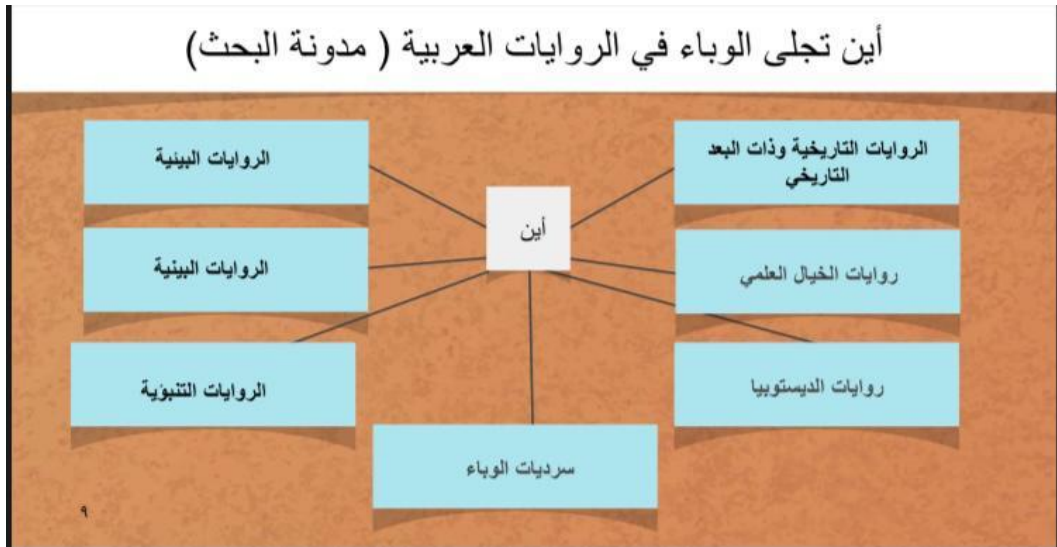 أين تجلى الوباء في الروايات العربية ( مدونة البحث)
الروايات التاريخية وذات البعد
التاريخي
الروايات البيئية
أين
روايات الخيال العلمي
الروايات البينية
روايات الديستوبيا
الروايات التنبؤية
سرديات الوباء
٩